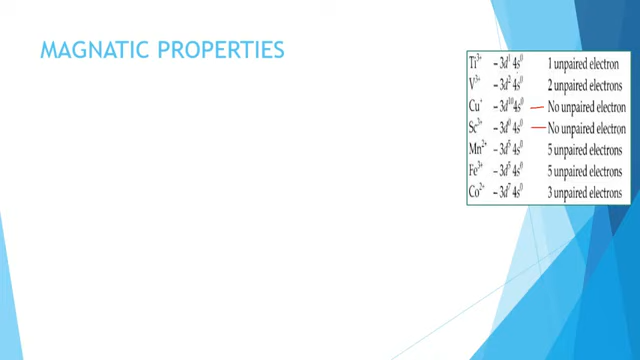 MAGNATIC PROPERTIES
Ti³⁺ – 3d¹ 4s⁰ 1 unpaired electron
V³⁺ – 3d² 4s⁰ 2 unpaired electrons
Cu⁺ – 3d¹⁰4s⁰ No unpaired electron
Sc³⁺ – 3d⁰ 4s⁰ No unpaired electron
Mn²⁺ – 3d⁵ 4s⁰ 5 unpaired electrons
Fe³⁺ – 3d⁵ 4s⁰ 5 unpaired electrons
Co²⁺ – 3d⁷ 4s⁰ 3 unpaired electrons